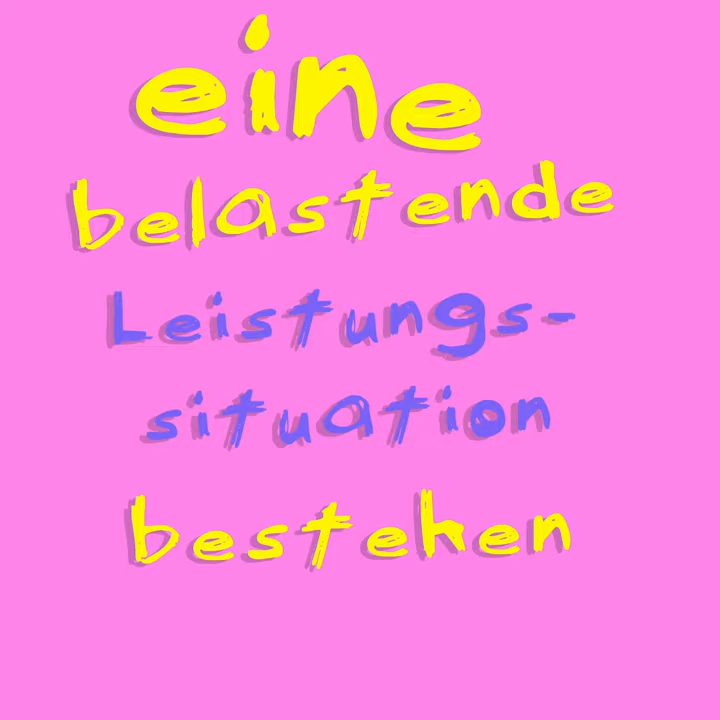 eine
belastende
Leistungs-
situation
bestehen